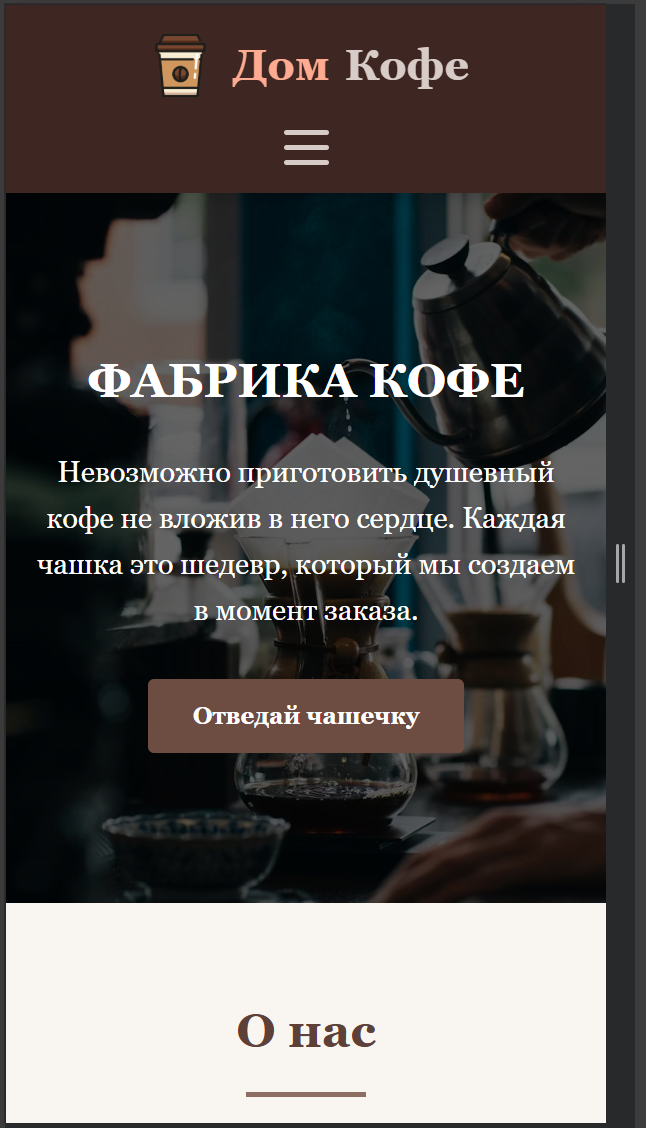 Дом Кофе
ФАБРИКА КОФЕ
Невозможно приготовить душевный
кофе не вложив в него сердце. Каждая
чашка это шедевр, который мы создаем
в момент заказа.
Отведай чашечку
О нас